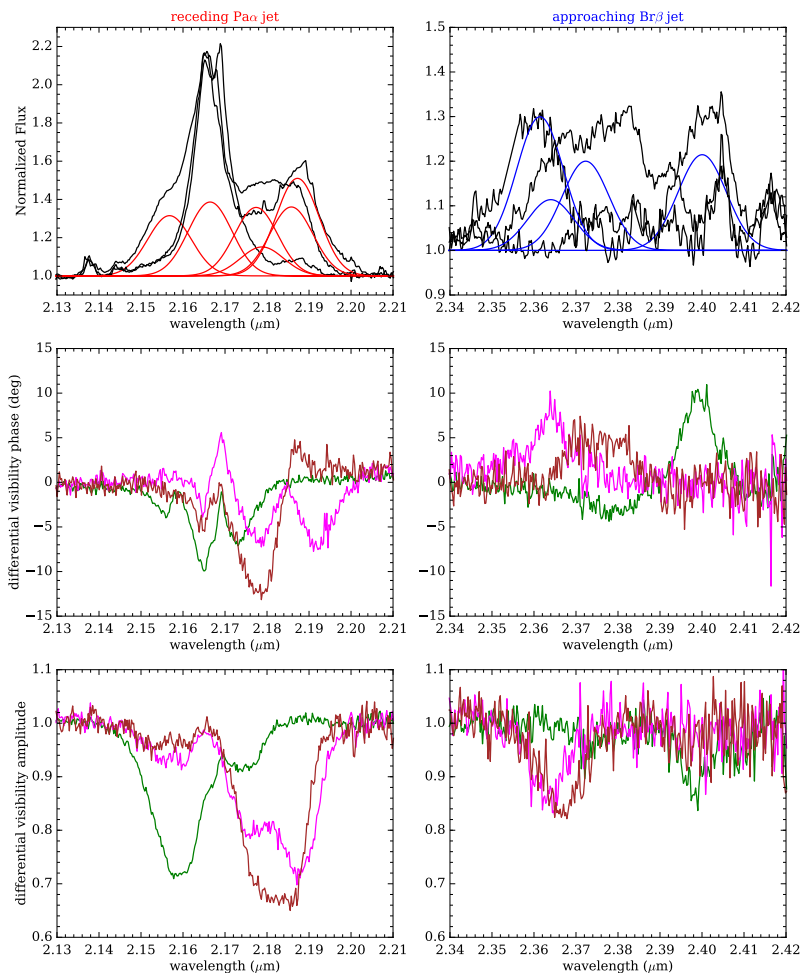 receding Paα jet
approaching Brβ jet
Normalized Flux
2.2
2.0
1.8
1.6
1.4
1.2
1.0
2.13 2.14 2.15 2.16 2.17 2.18 2.19 2.20 2.21
wavelength (μm)
1.5
1.4
1.3
1.2
1.1
1.0
0.9
2.34 2.35 2.36 2.37 2.38 2.39 2.40 2.41 2.42
wavelength (μm)
differential visibility phase (deg)
15
10
5
0
−5
−10
−15
2.13 2.14 2.15 2.16 2.17 2.18 2.19 2.20 2.21
wavelength (μm)
15
10
5
0
−5
−10
−15
2.34 2.35 2.36 2.37 2.38 2.39 2.40 2.41 2.42
wavelength (μm)
differential visibility amplitude
1.1
1.0
0.9
0.8
0.7
0.6
2.13 2.14 2.15 2.16 2.17 2.18 2.19 2.20 2.21
wavelength (μm)
1.1
1.0
0.9
0.8
0.7
0.6
2.34 2.35 2.36 2.37 2.38 2.39 2.40 2.41 2.42
wavelength (μm)